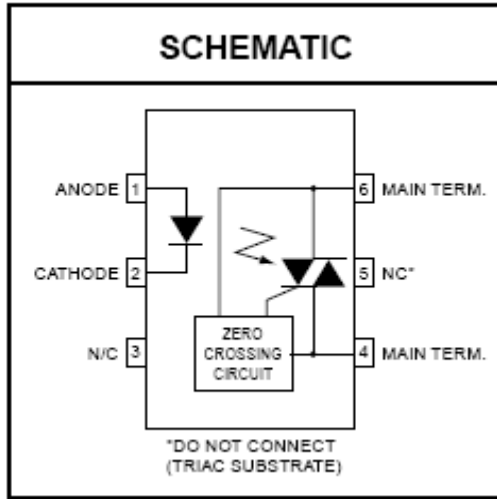 SCHEMATIC
ANODE 1
6 MAIN TERM.
CATHODE 2
5 NC*
N/C 3
ZERO
CROSSING
CIRCUIT
4 MAIN TERM.
*DO NOT CONNECT
(TRIAC SUBSTRATE)